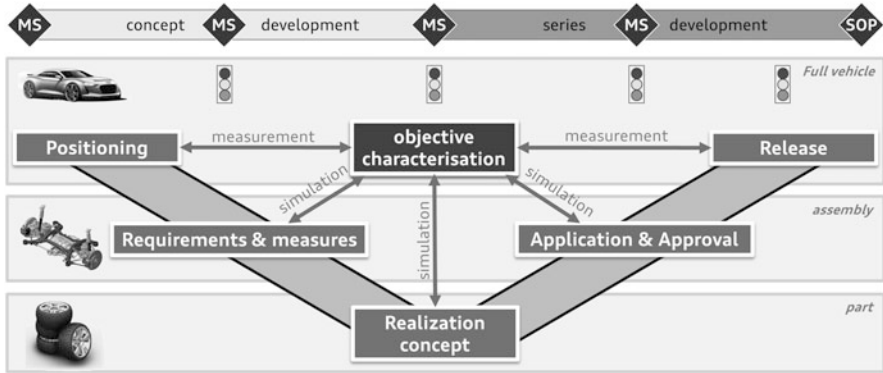 MS concept MS development MS series MS development SOP
Full vehicle
Positioning measurement objective characterisation measurement Release
simulation simulation simulation
assembly
Requirements & measures Application & Approval
part
Realization
concept